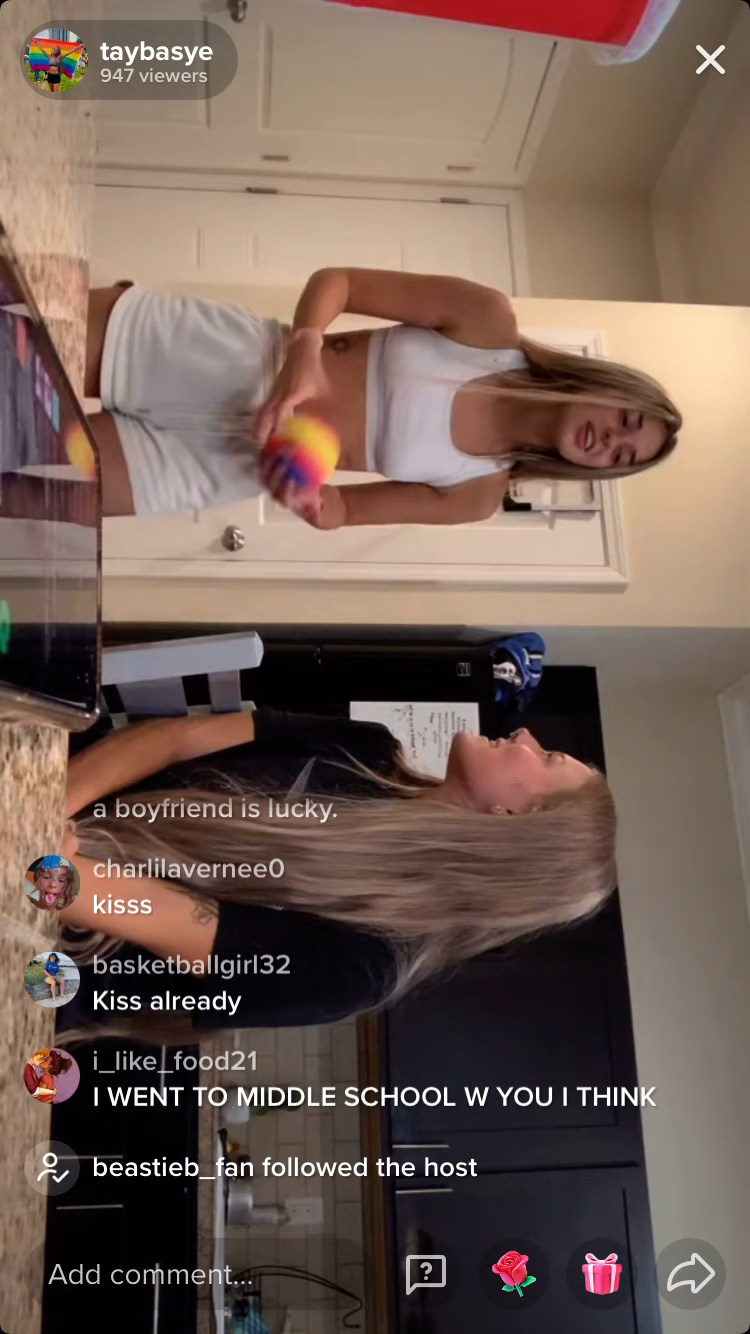 taybasye
947 viewers
a boyfriend is lucky.
charlilavernee0
kisss
basketballgirl32
Kiss already
i_like_food21
I WENT TO MIDDLE SCHOOL W YOU I THINK
beastieb_fan followed the host
Add comment...